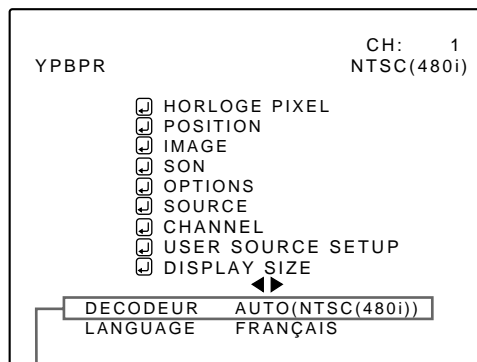 CH: 1
YPBPR NTSC(480i)
HORLOGE PIXEL
POSITION
IMAGE
SON
OPTIONS
SOURCE
CHANNEL
USER SOURCE SETUP
DISPLAY SIZE
DECODEUR AUTO(NTSC(480i))
LANGUAGE FRANÇAIS